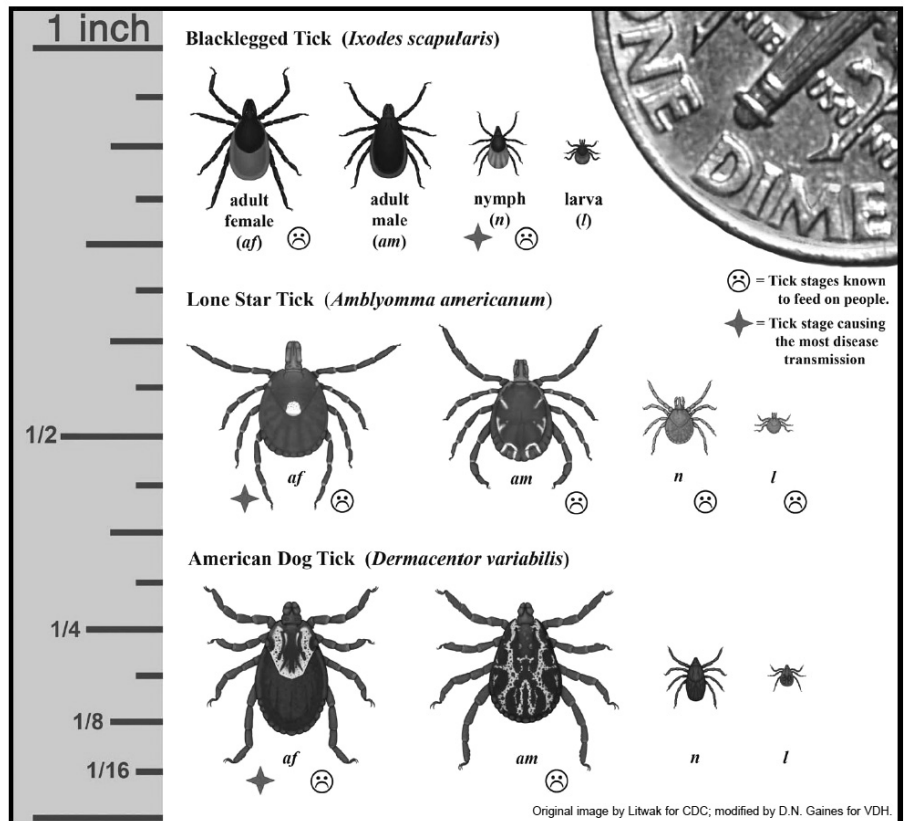 1 inch
1/2
1/4
1/8
1/16
Blacklegged Tick (Ixodes scapularis)
adult
female
(af)
adult
male
(am)
nymph
(n)
larva
(l)
ONE DIME
= Tick stages known
to feed on people.
= Tick stage causing
the most disease
transmission
Lone Star Tick (Amblyomma americanum)
af
am
n
l
American Dog Tick (Dermacentor variabilis)
af
am
n
l
Original image by Litwak for CDC; modified by D.N. Gaines for VDH.